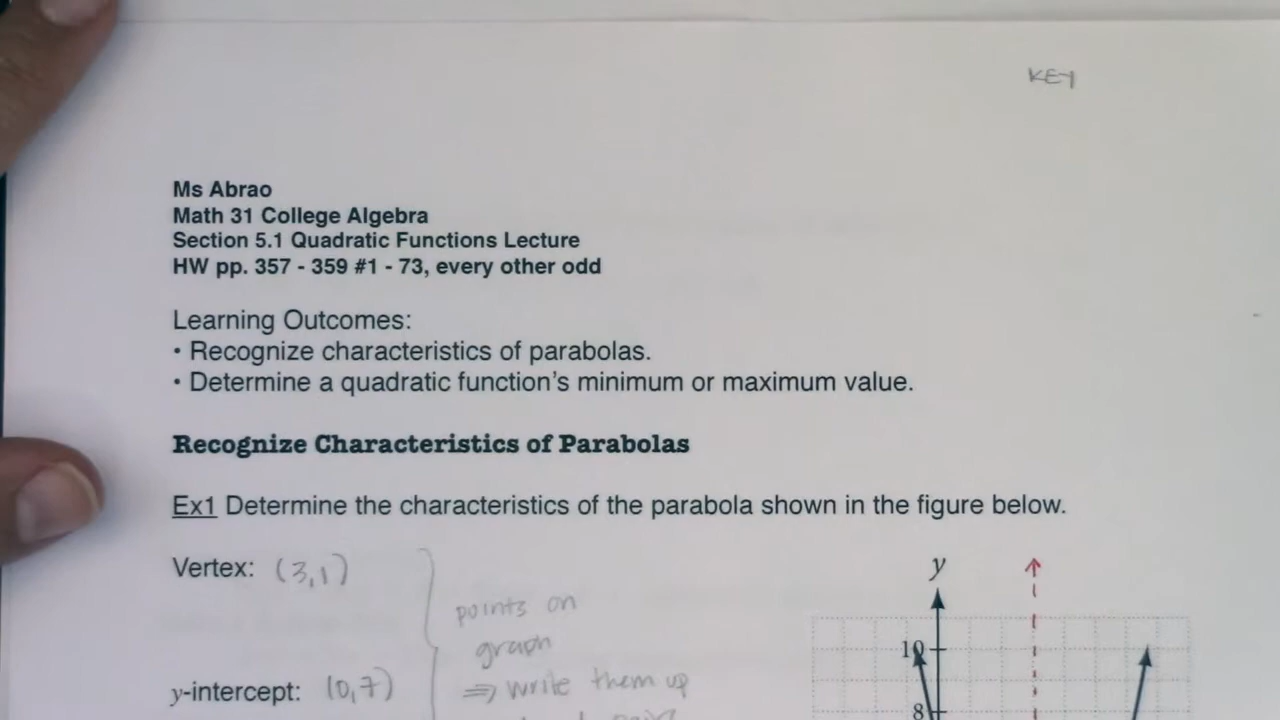 KEY
Ms Abrao
Math 31 College Algebra
Section 5.1 Quadratic Functions Lecture
HW pp. 357 - 359 #1 - 73, every other odd
Learning Outcomes:
• Recognize characteristics of parabolas.
• Determine a quadratic function's minimum or maximum value.
Recognize Characteristics of Parabolas
Ex1 Determine the characteristics of the parabola shown in the figure below.
Vertex: (3,1)
points on
graph
y-intercept: (0,7)
⇒ write them up
y
10
8